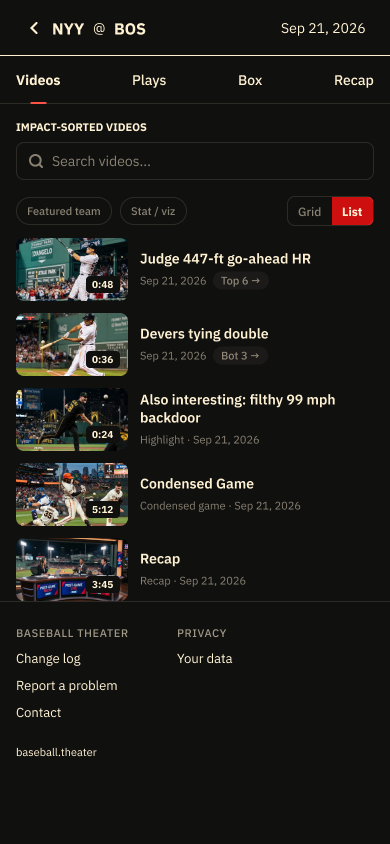 NYY @ BOS
Sep 21, 2026
Videos
Plays
Box
Recap
IMPACT-SORTED VIDEOS
Search videos...
Featured team
Stat / viz
Grid
List
0:48
Judge 447-ft go-ahead HR
Sep 21, 2026
Top 6 →
0:36
Devers tying double
Sep 21, 2026
Bot 3 →
0:24
Also interesting: filthy 99 mph
backdoor
Highlight · Sep 21, 2026
5:12
Condensed Game
Condensed game · Sep 21, 2026
3:45
Recap
Recap · Sep 21, 2026
BASEBALL THEATER
PRIVACY
Change log
Your data
Report a problem
Contact
baseball.theater